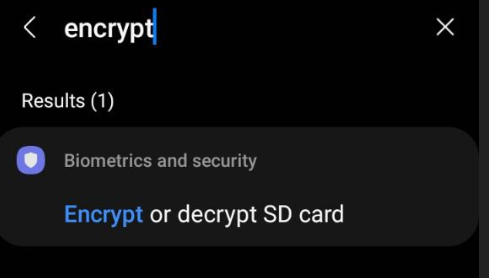 encrypt
Results (1)
Biometrics and security
Encrypt or decrypt SD card